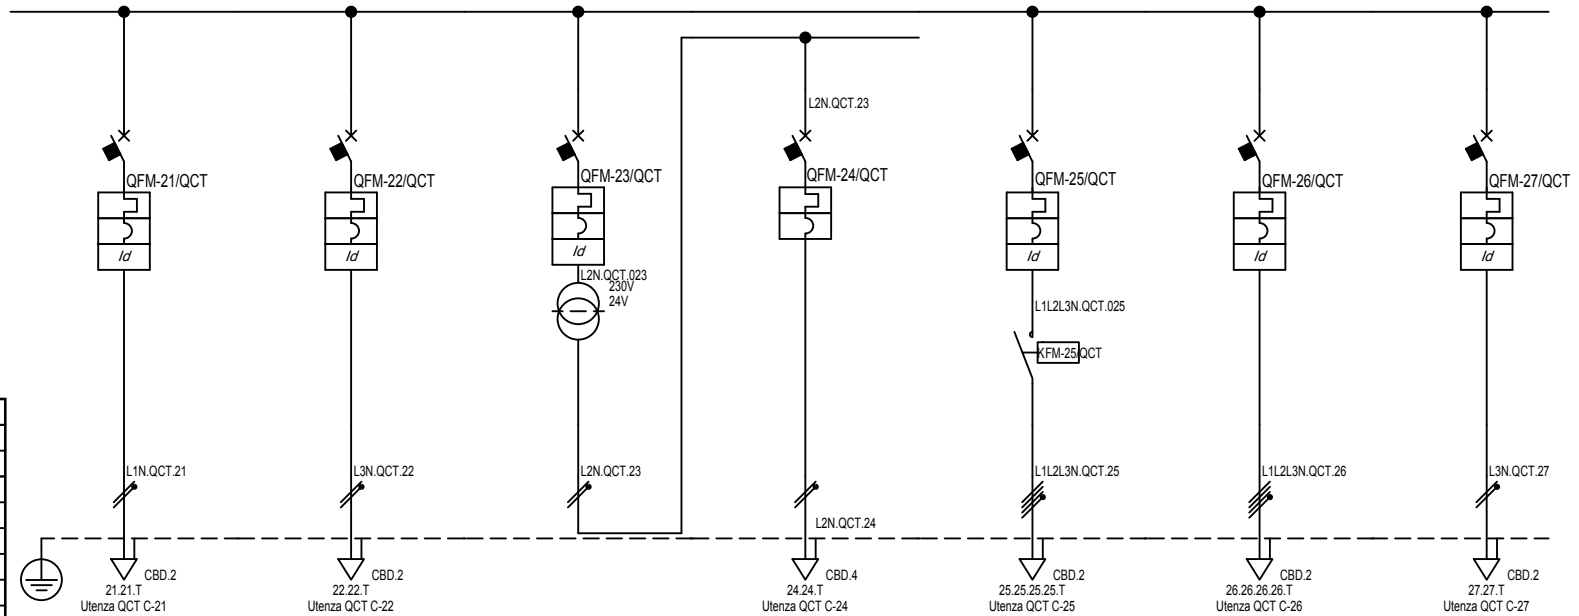 L2N.QCT.23
QFM-21/QCT
QFM-22/QCT
QFM-23/QCT
QFM-24/QCT
QFM-25/QCT
QFM-26/QCT
QFM-27/QCT
Id
Id
Id
Id
Id
Id
L2N.QCT.023
230V
24V
L1L2L3N.QCT.025
KFM-25/QCT
L1N.QCT.21
L3N.QCT.22
L2N.QCT.23
L1L2L3N.QCT.25
L1L2L3N.QCT.26
L3N.QCT.27
L2N.QCT.24
CBD.2
21.21.T
Utenza QCT C-21
CBD.2
22.22.T
Utenza QCT C-22
CBD.4
24.24.T
Utenza QCT C-24
CBD.2
25.25.25.25.T
Utenza QCT C-25
CBD.2
26.26.26.26.T
Utenza QCT C-26
CBD.2
27.27.T
Utenza QCT C-27